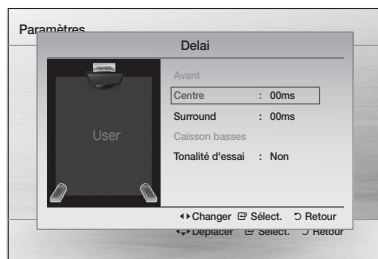 Paramètres
Delai
User
Avant
Centre : 00ms
Surround : 00ms
Caisson basses
Tonalité d'essai : Non
Changer Sélect. Retour
Déplacer Sélect. Retour